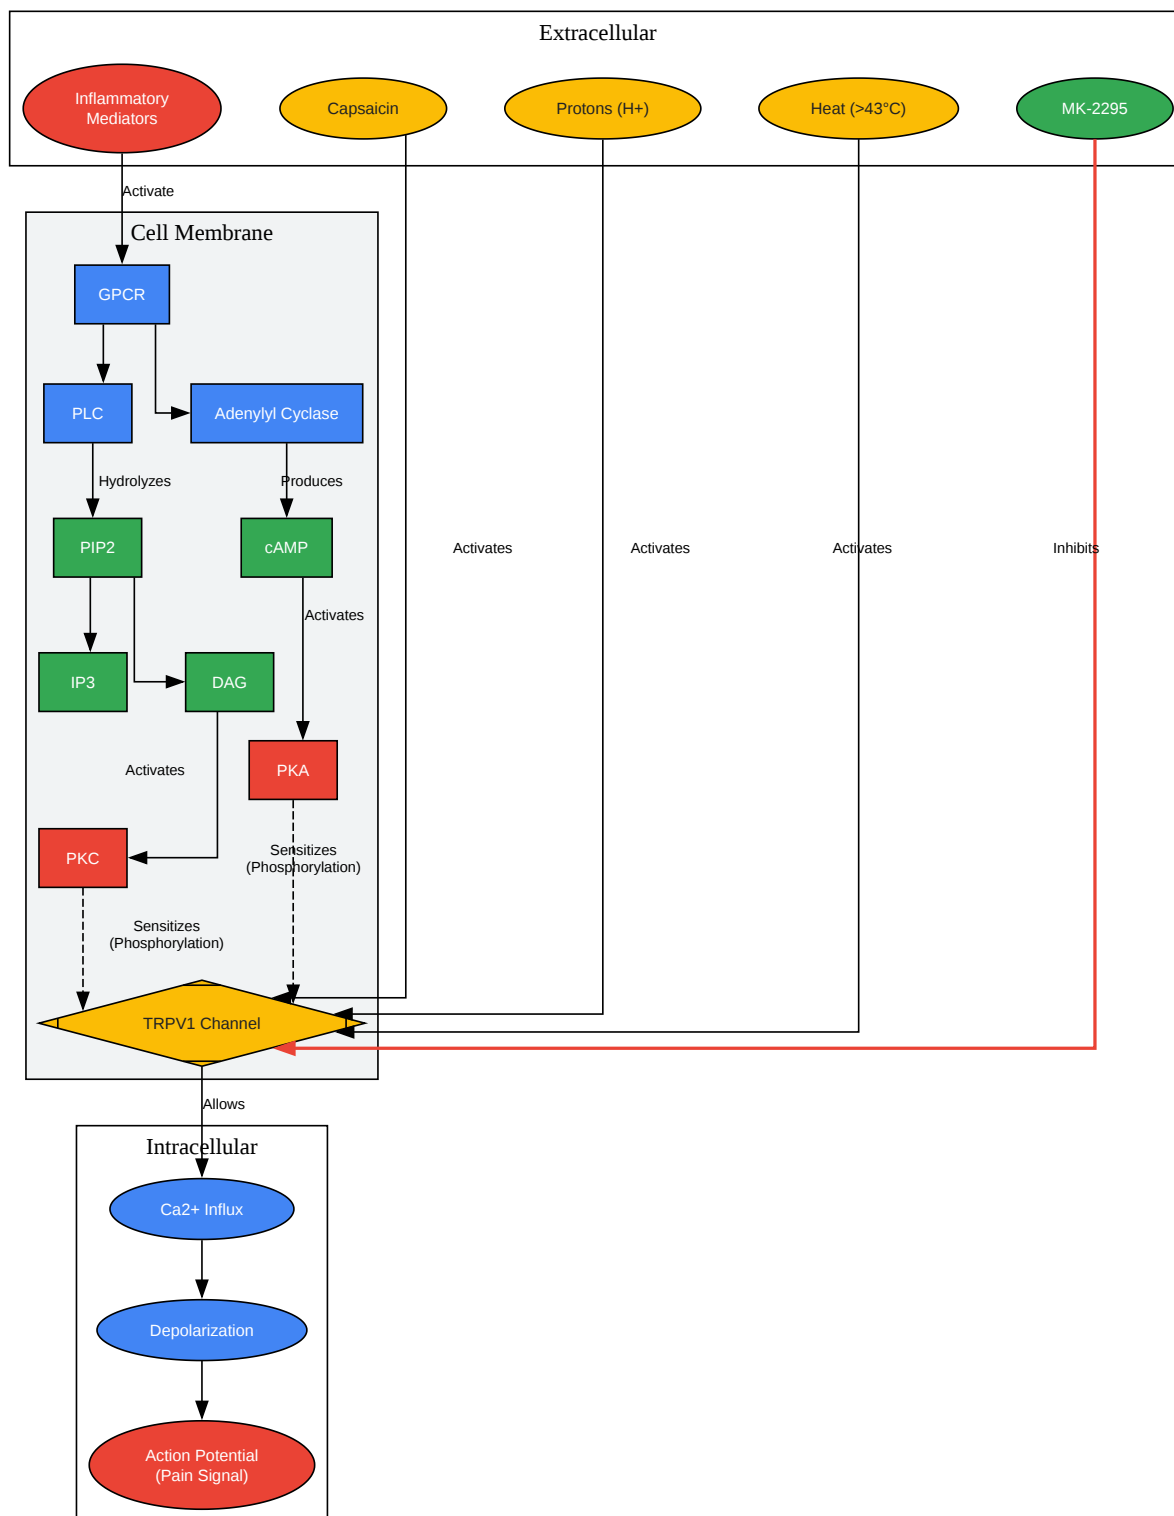 Extracellular
Inflammatory
Mediators
Capsaicin
Protons (H+)
Heat (>43°C)
MK-2295
Activate
Cell Membrane
GPCR
PLC
Adenylyl Cyclase
Hydrolyzes
Produces
PIP2
cAMP
Activates
Activates
Activates
Inhibits
Activates
IP3
DAG
Activates
PKA
Sensitizes
(Phosphorylation)
PKC
Sensitizes
(Phosphorylation)
TRPV1 Channel
Allows
Intracellular
Ca2+ Influx
Depolarization
Action Potential
(Pain Signal)